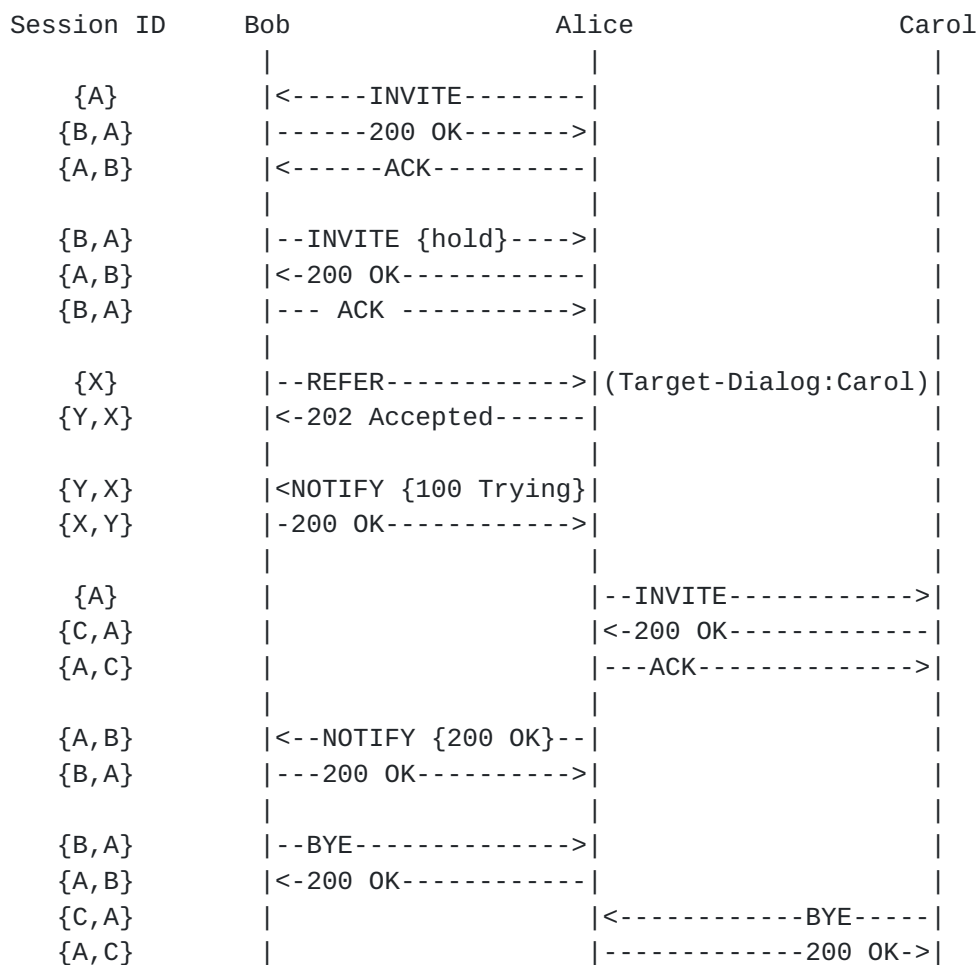 Session ID     Bob                 Alice                 Carol
                |                    |                     |
    {A}         |<-----INVITE--------|                     |
   {B,A}        |------200 OK------->|                     |
   {A,B}        |<------ACK----------|                     |
                |                    |                     |
   {B,A}        |--INVITE {hold}---->|                     |
   {A,B}        |<-200 OK------------|                     |
   {B,A}        |--- ACK ----------->|                     |
                |                    |                     |
    {X}         |--REFER------------>|(Target-Dialog:Carol)|
   {Y,X}        |<-202 Accepted------|                     |
                |                    |                     |
   {Y,X}        |<NOTIFY {100 Trying}|                     |
   {X,Y}        |-200 OK------------>|                     |
                |                    |                     |
    {A}         |                    |--INVITE------------>|
   {C,A}        |                    |<-200 OK-------------|
   {A,C}        |                    |---ACK-------------->|
                |                    |                     |
   {A,B}        |<--NOTIFY {200 OK}--|                     |
   {B,A}        |---200 OK---------->|                     |
                |                    |                     |
   {B,A}        |--BYE-------------->|                     |
   {A,B}        |<-200 OK------------|                     |
   {C,A}        |                    |<------------BYE-----|
   {A,C}        |                    |-------------200 OK->|